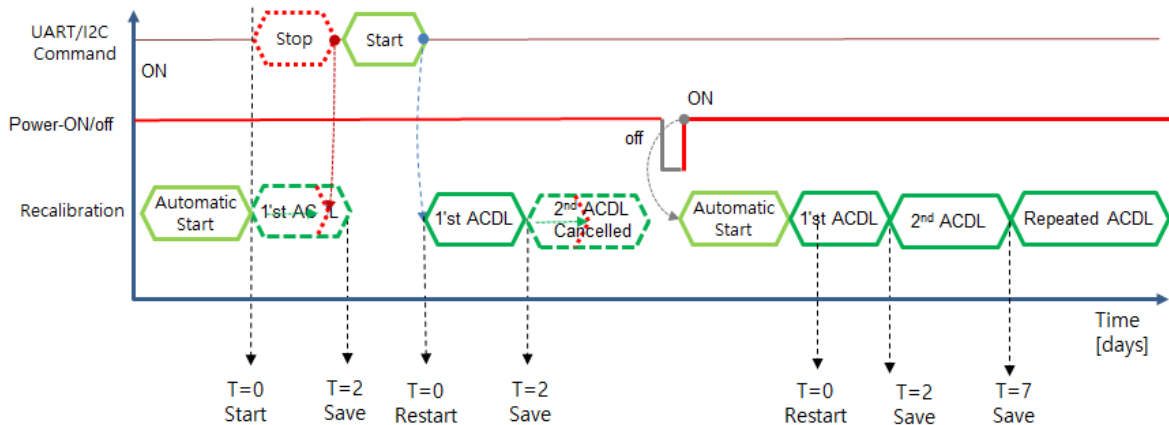 UART/I2C
Command
Stop
Start
ON
Power-ON/off
ON
off
Recalibration
Automatic
Start
1'st AC L
1'st ACDL
2nd ACDL
Cancelled
Automatic
Start
1'st ACDL
2nd ACDL
Repeated ACDL
Time
[days]
T=0
Start
T=2
Save
T=0
Restart
T=2
Save
T=0
Restart
T=2
Save
T=7
Save